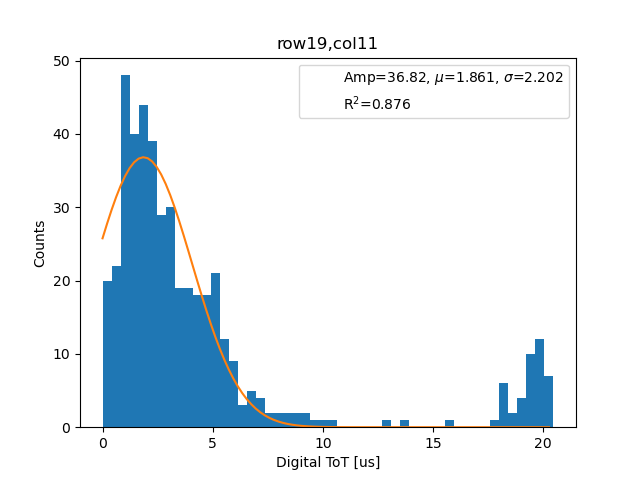 row19,col11
Amp=36.82, μ=1.861, σ=2.202
R²=0.876
Counts
50
40
30
20
10
0
0 5 10 15 20
Digital ToT [us]